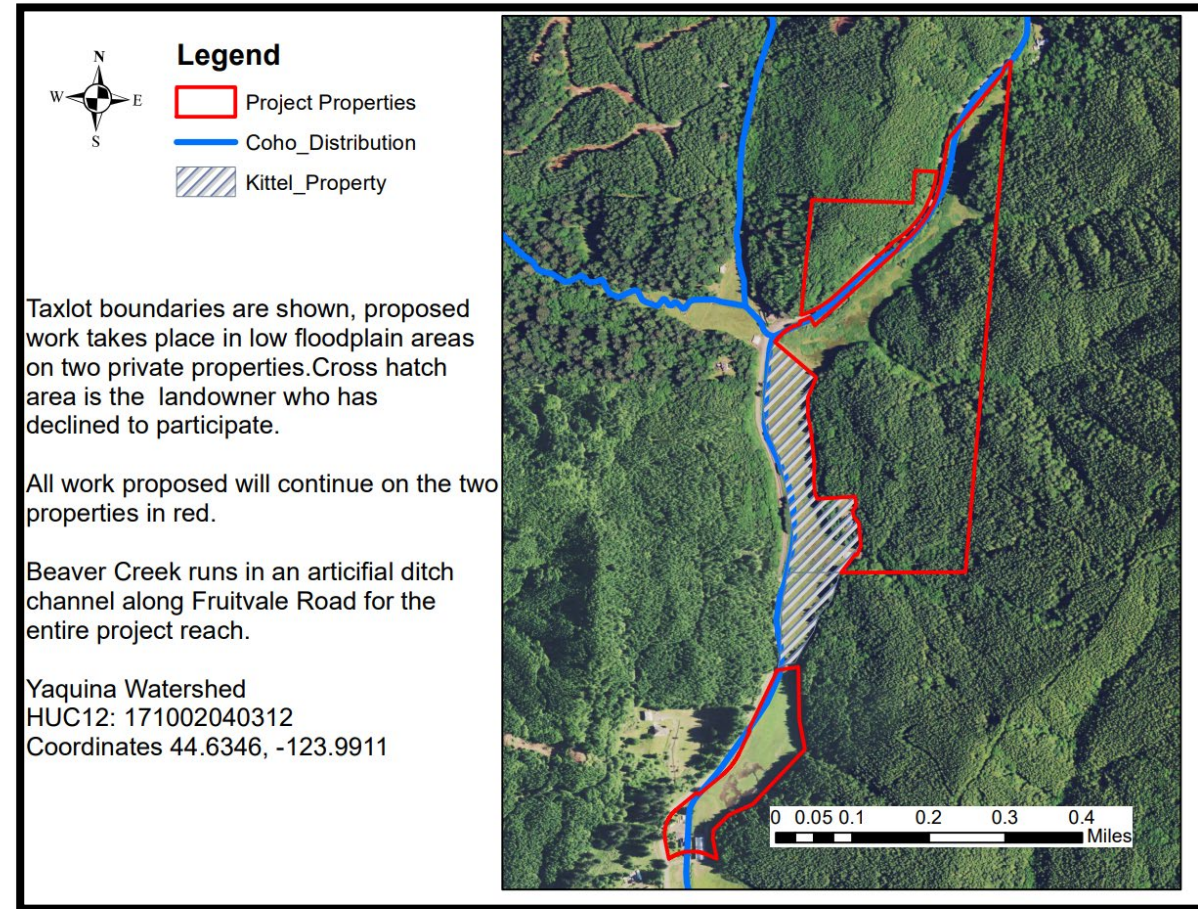 N
W E
S
Legend
Project Properties
Coho_Distribution
Kittel_Property
Taxlot boundaries are shown, proposed
work takes place in low floodplain areas
on two private properties.Cross hatch
area is the landowner who has
declined to participate.
All work proposed will continue on the two
properties in red.
Beaver Creek runs in an articifial ditch
channel along Fruitvale Road for the
entire project reach.
Yaquina Watershed
HUC12: 171002040312
Coordinates 44.6346, -123.9911
0 0.05 0.1 0.2 0.3 0.4
Miles